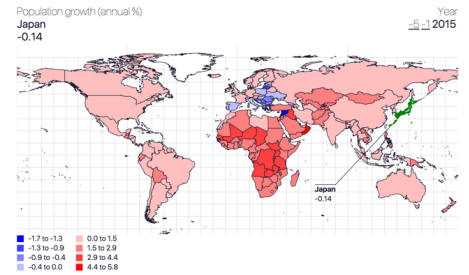 Population growth (annual %)
Year
Japan
-5 -1 2015
-0.14
Japan
-0.14
-1.7 to -1.3
0.0 to 1.5
-1.3 to -0.9
1.5 to 2.9
-0.9 to -0.4
2.9 to 4.4
-0.4 to 0.0
4.4 to 5.8